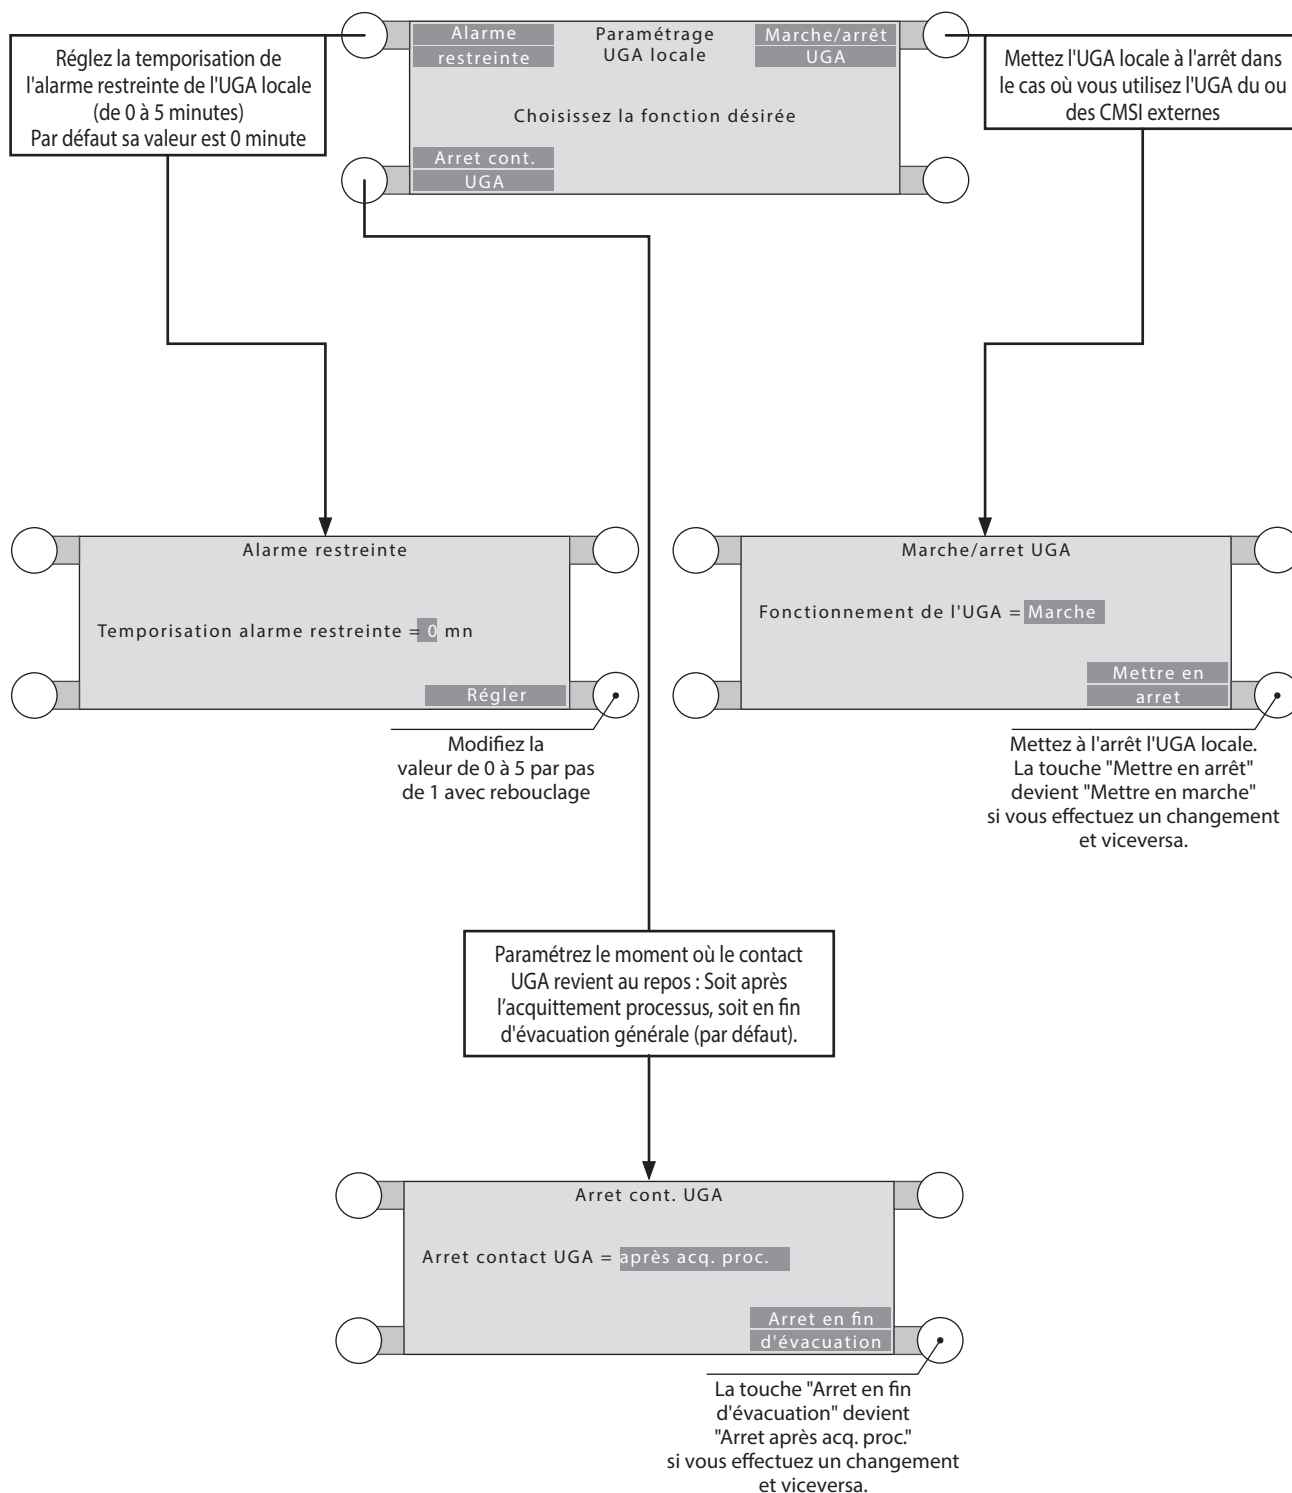 Réglez la temporisation de
l'alarme restreinte de l'UGA locale
(de 0 à 5 minutes)
Par défaut sa valeur est 0 minute
Alarme
restreinte
Paramétrage
UGA locale
Marche/arrêt
UGA
Choisissez la fonction désirée
Arret cont.
UGA
Mettez l'UGA locale à l'arrêt dans
le cas où vous utilisez l'UGA du ou
des CMSI externes
Alarme restreinte
Temporisation alarme restreinte = 0 mn
Régler
Modifiez la
valeur de 0 à 5 par pas
de 1 avec rebouclage
Marche/arret UGA
Fonctionnement de l'UGA = Marche
Mettre en
arret
Mettez à l'arrêt l'UGA locale.
La touche "Mettre en arrêt"
devient "Mettre en marche"
si vous effectuez un changement
et viceversa.
Paramétrez le moment où le contact
UGA revient au repos : Soit après
l’acquittement processus, soit en fin
d'évacuation générale (par défaut).
Arret cont. UGA
Arret contact UGA = après acq. proc.
Arret en fin
d'évacuation
La touche "Arret en fin
d'évacuation" devient
"Arret après acq. proc."
si vous effectuez un changement
et viceversa.